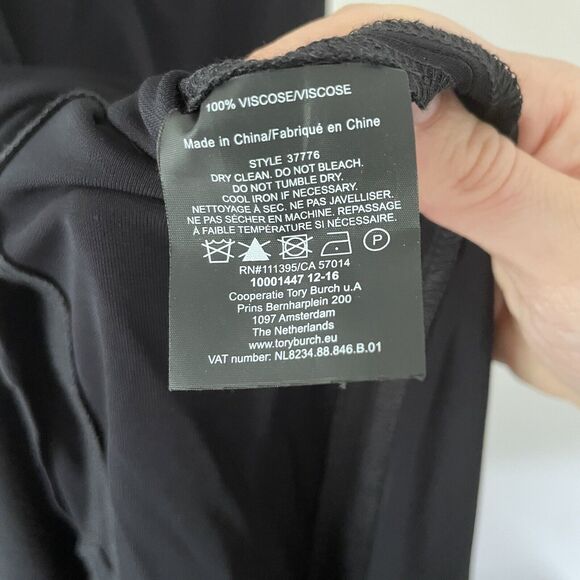 100% VISCOSE/VISCOSE
Made in China/Fabriqué en Chine
STYLE 37776
DRY CLEAN. DO NOT BLEACH.
DO NOT TUMBLE DRY.
COOL IRON IF NECESSARY.
NETTOYAGE À SEC. NE PAS JAVELLISER.
NE PAS SÉCHER EN MACHINE. REPASSAGE
À FAIBLE TEMPÉRATURE SI NÉCESSAIRE.
P
RN#111395/CA 57014
10001447 12-16
Cooperatie Tory Burch u.A
Prins Bernharplein 200
1097 Amsterdam
The Netherlands
www.toryburch.eu
VAT number: NL8234.88.846.B.01